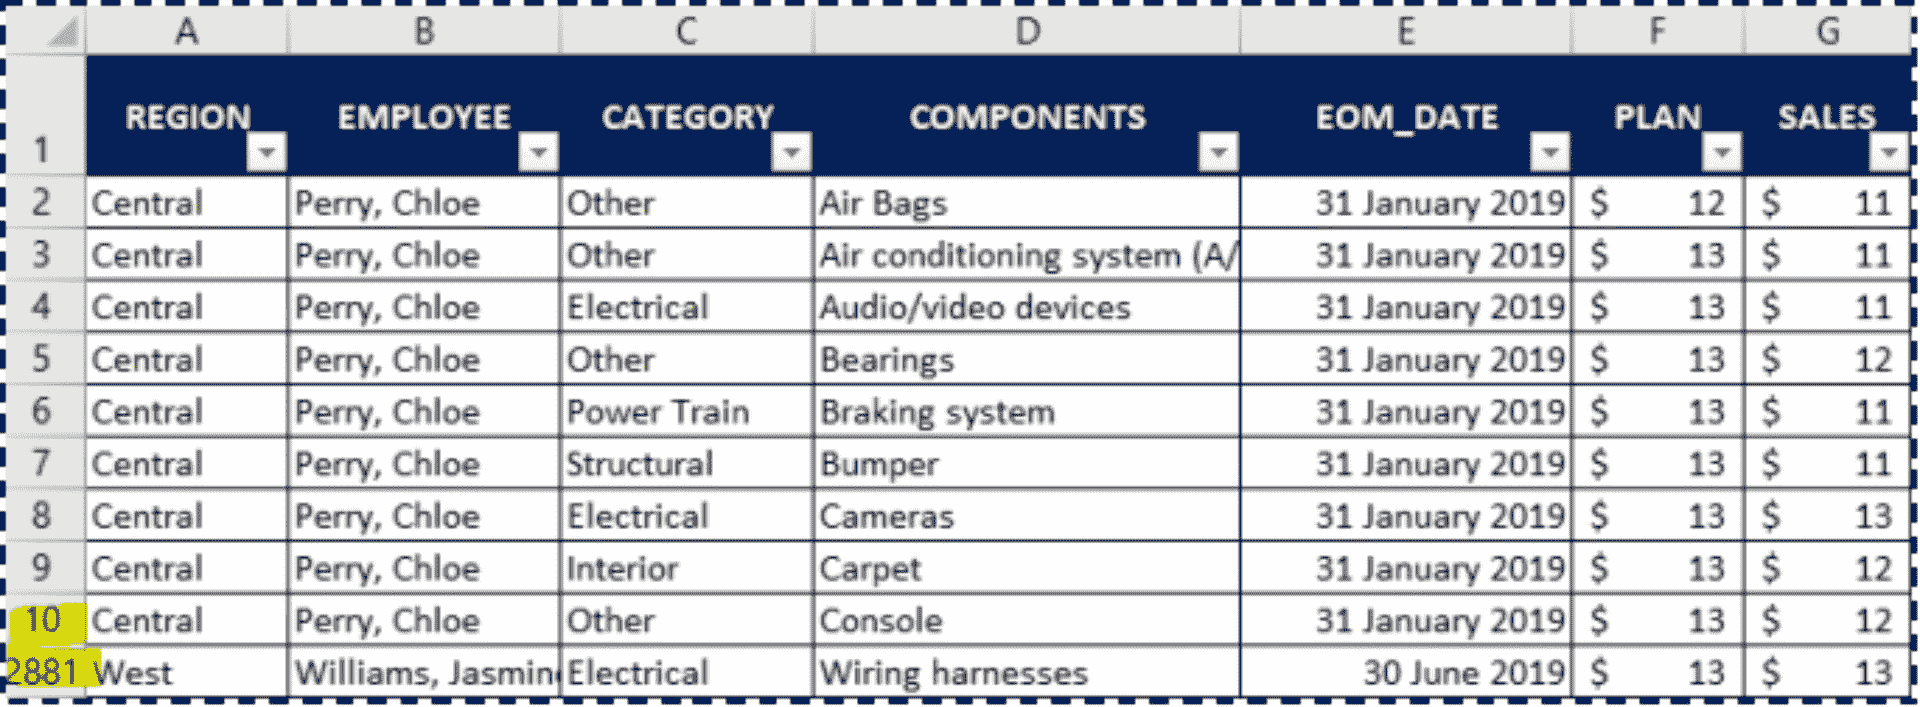 A B C D E F G
1 REGION EMPLOYEE CATEGORY COMPONENTS EOM_DATE PLAN SALES
2 Central Perry, Chloe Other Air Bags 31 January 2019 $ 12 $ 11
3 Central Perry, Chloe Other Air conditioning system (A/ 31 January 2019 $ 13 $ 11
4 Central Perry, Chloe Electrical Audio/video devices 31 January 2019 $ 13 $ 11
5 Central Perry, Chloe Other Bearings 31 January 2019 $ 13 $ 12
6 Central Perry, Chloe Power Train Braking system 31 January 2019 $ 13 $ 11
7 Central Perry, Chloe Structural Bumper 31 January 2019 $ 13 $ 11
8 Central Perry, Chloe Electrical Cameras 31 January 2019 $ 13 $ 13
9 Central Perry, Chloe Interior Carpet 31 January 2019 $ 13 $ 12
10 Central Perry, Chloe Other Console 31 January 2019 $ 13 $ 12
2881 West Williams, Jasmin Electrical Wiring harnesses 30 June 2019 $ 13 $ 13